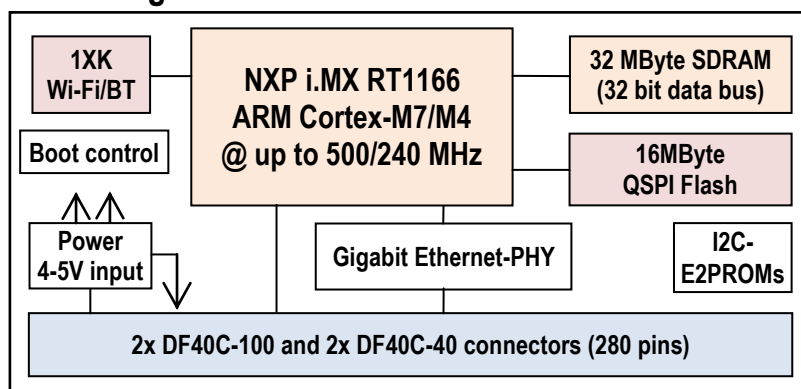 1XK
Wi-Fi/BT
NXP i.MX RT1166
ARM Cortex-M7/M4
@ up to 500/240 MHz
32 MByte SDRAM
(32 bit data bus)
Boot control
16MByte
QSPI Flash
Power
4-5V input
Gigabit Ethernet-PHY
I2C-
E2PROMs
2x DF40C-100 and 2x DF40C-40 connectors (280 pins)